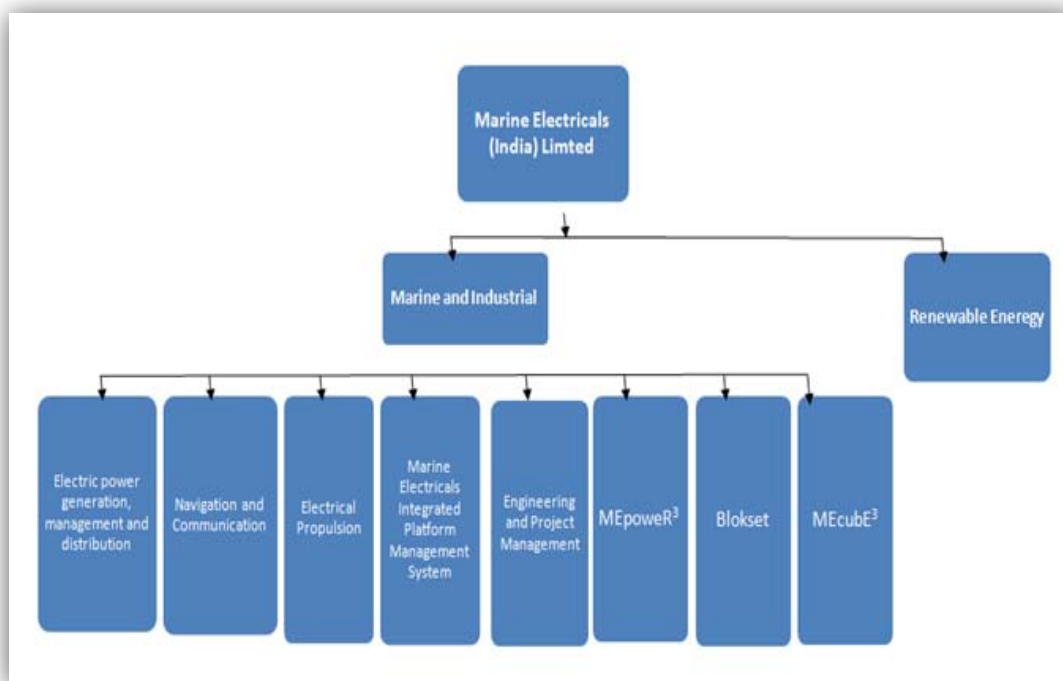 Marine Electricals
(India) Limted
Marine and Industrial
Renewable Eneregy
Electric power
generation,
management and
distribution
Navigation and
Communication
Electrical
Propulsion
Marine
Electricals
Integrated
Platform
Management
System
Engineering
and Project
Management
MEpoweR³
Blokset
MEcubE³